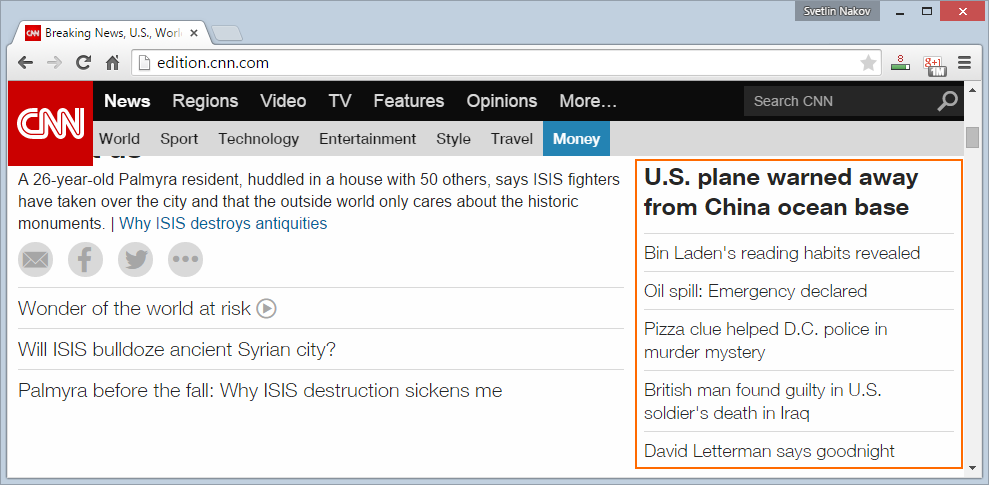 Svetlin Nakov
Breaking News, U.S., Worl
edition.cnn.com
8
g+1
1M
CNN
News Regions Video TV Features Opinions More...
Search CNN
World Sport Technology Entertainment Style Travel Money
A 26-year-old Palmyra resident, huddled in a house with 50 others, says ISIS fighters
have taken over the city and that the outside world only cares about the historic
monuments. | Why ISIS destroys antiquities
Wonder of the world at risk
Will ISIS bulldoze ancient Syrian city?
Palmyra before the fall: Why ISIS destruction sickens me
U.S. plane warned away
from China ocean base
Bin Laden's reading habits revealed
Oil spill: Emergency declared
Pizza clue helped D.C. police in
murder mystery
British man found guilty in U.S.
soldier's death in Iraq
David Letterman says goodnight